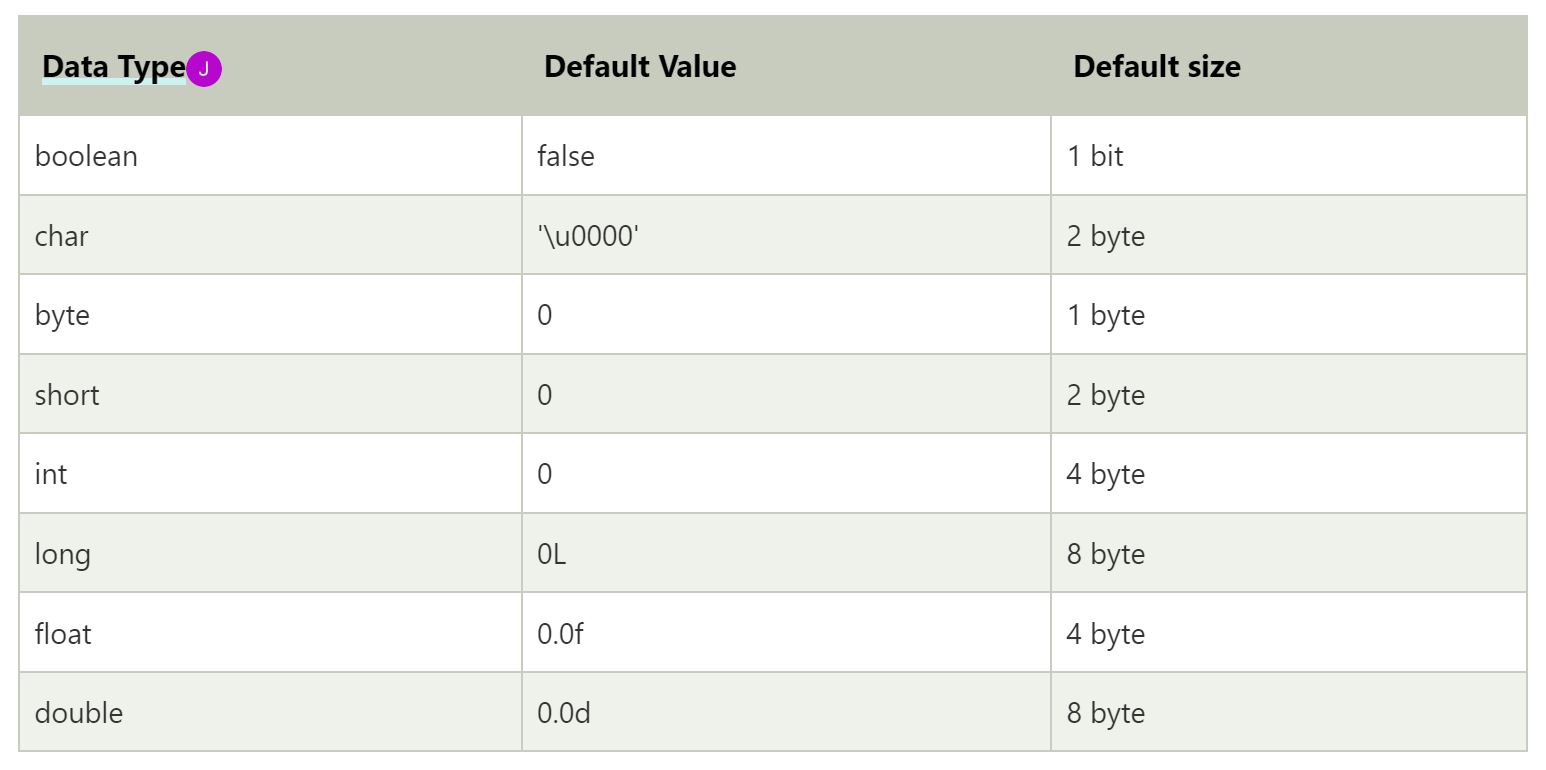 Data Type J Default Value Default size
boolean false 1 bit
char '\u0000' 2 byte
byte 0 1 byte
short 0 2 byte
int 0 4 byte
long 0L 8 byte
float 0.0f 4 byte
double 0.0d 8 byte